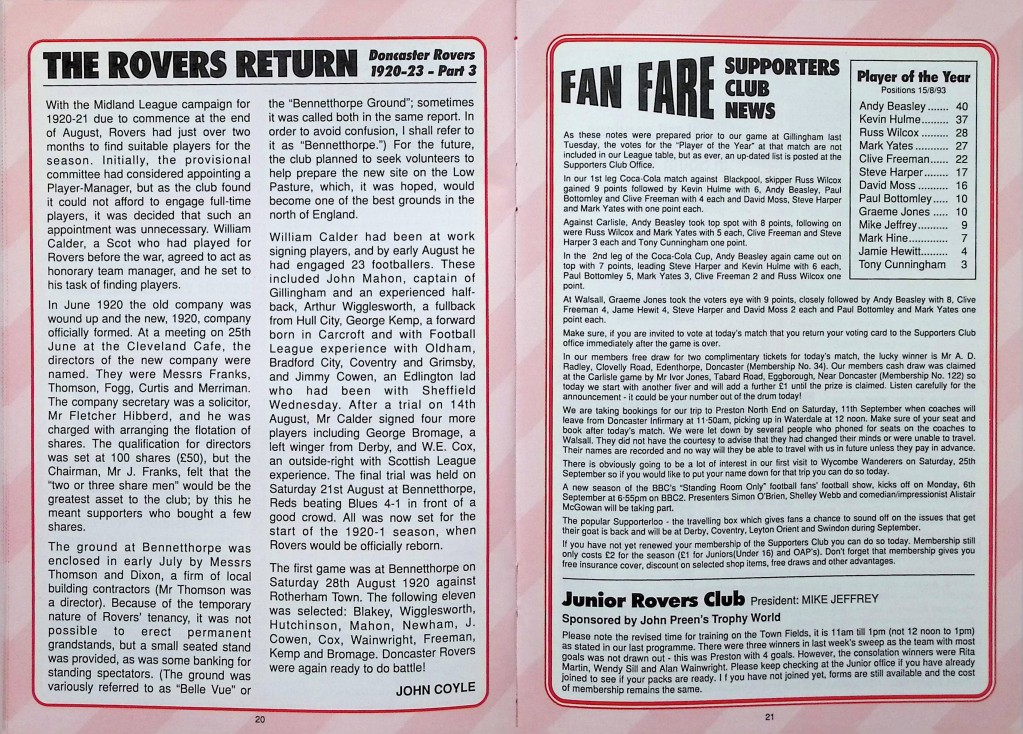 THE ROVERS RETURN
Doncaster Rovers
1920-23 - Part 3
With the Midland League campaign for
1920-21 due to commence at the end
of August, Rovers had just over two
months to find suitable players for the
season. Initially, the provisional
committee had considered appointing a
Player-Manager, but as the club found
it could not afford to engage full-time
players, it was decided that such an
appointment was unnecessary. William
Calder, a Scot who had played for
Rovers before the war, agreed to act as
honorary team manager, and he set to
his task of finding players.
In June 1920 the old company was
wound up and the new, 1920, company
officially formed. At a meeting on 25th
June at the Cleveland Cafe, the
directors of the new company were
named. They were Messrs Franks,
Thomson, Fogg, Curtis and Merriman.
The company secretary was a solicitor,
Mr Fletcher Hibberd, and he was
charged with arranging the flotation of
shares. The qualification for directors
was set at 100 shares (£50), but the
Chairman, Mr J. Franks, felt that the
"two or three share men" would be the
greatest asset to the club; by this he
meant supporters who bought a few
shares.
The ground at Bennetthorpe was
enclosed in early July by Messrs
Thomson and Dixon, a firm of local
building contractors (Mr Thomson was
a director). Because of the temporary
nature of Rovers' tenancy, it was not
possible to erect permanent
grandstands, but a small seated stand
was provided, as was some banking for
standing spectators. (The ground was
variously referred to as "Belle Vue" or
the "Bennetthorpe Ground"; sometimes
it was called both in the same report. In
order to avoid confusion, I shall refer to
it as "Bennetthorpe.") For the future,
the club planned to seek volunteers to
help prepare the new site on the Low
Pasture, which, it was hoped, would
become one of the best grounds in the
north of England.
William Calder had been at work
signing players, and by early August he
had engaged 23 footballers. These
included John Mahon, captain of
Gillingham and an experienced half-
back, Arthur Wigglesworth, a fullback
from Hull City, George Kemp, a forward
born in Carcroft and with Football
League experience with Oldham,
Bradford City, Coventry and Grimsby,
and Jimmy Cowen, an Edlington lad
who had been with Sheffield
Wednesday. After a trial on 14th
August, Mr Calder signed four more
players including George Bromage, a
left winger from Derby, and W.E. Cox,
an outside-right with Scottish League
experience. The final trial was held on
Saturday 21st August at Bennetthorpe,
Reds beating Blues 4-1 in front of a
good crowd. All was now set for the
start of the 1920-1 season, when
Rovers would be officially reborn.
The first game was at Bennetthorpe on
Saturday 28th August 1920 against
Rotherham Town. The following eleven
was selected: Blakey, Wigglesworth,
Hutchinson, Mahon, Newham, J.
Cowen, Cox, Wainwright, Freeman,
Kemp and Bromage. Doncaster Rovers
were again ready to do battle!
JOHN COYLE
20
FAN FARE
SUPPORTERS
CLUB
NEWS
As these notes were prepared prior to our game at Gillingham last
Tuesday, the votes for the "Player of the Year" at that match are not
included in our League table, but as ever, an up-dated list is posted at the
Supporters Club Office.
In our 1st leg Coca-Cola match against Blackpool, skipper Russ Wilcox
gained 9 points followed by Kevin Hulme with 6, Andy Beasley, Paul
Bottomley and Clive Freeman with 4 each and David Moss, Steve Harper
and Mark Yates with one point each.
Against Carlisle, Andy Beasley took top spot with 8 points, following on
were Russ Wilcox and Mark Yates with 5 each, Clive Freeman and Steve
Harper 3 each and Tony Cunningham one point.
In the 2nd leg of the Coca-Cola Cup, Andy Beasley again came out on
top with 7 points, leading Steve Harper and Kevin Hulme with 6 each,
Paul Bottomley 5, Mark Yates 3, Clive Freeman 2 and Russ Wilcox one
point.
Player of the Year
Positions 15/8/93
Andy Beasley ....... 40
Kevin Hulme......... 37
Russ Wilcox ......... 28
Mark Yates ........... 27
Clive Freeman...... 22
Steve Harper........ 17
David Moss .......... 16
Paul Bottomley..... 10
Graeme Jones ..... 10
Mike Jeffrey........... 9
Mark Hine............. 7
Jamie Hewitt......... 4
Tony Cunningham 3
At Walsall, Graeme Jones took the voters eye with 9 points, closely followed by Andy Beasley with 8, Clive
Freeman 4, Jame Hewit 4, Steve Harper and David Moss 2 each and Paul Bottomley and Mark Yates one
point each.
Make sure, if you are invited to vote at today's match that you return your voting card to the Supporters Club
office immediately after the game is over.
In our members free draw for two complimentary tickets for today's match, the lucky winner is Mr A. D.
Radley, Clovelly Road, Edenthorpe, Doncaster (Membership No. 34). Our members cash draw was claimed
at the Carlisle game by Mr Ivor Jones, Tabard Road, Eggborough, Near Doncaster (Membership No. 122) so
today we start with another fiver and will add a further £1 until the prize is claimed. Listen carefully for the
announcement - it could be your number out of the drum today!
We are taking bookings for our trip to Preston North End on Saturday, 11th September when coaches will
leave from Doncaster Infirmary at 11-50am, picking up in Waterdale at 12 noon. Make sure of your seat and
book after today's match. We were let down by several people who phoned for seats on the coaches to
Walsall. They did not have the courtesy to advise that they had changed their minds or were unable to travel.
Their names are recorded and no way will they be able to travel with us in future unless they pay in advance.
There is obviously going to be a lot of interest in our first visit to Wycombe Wanderers on Saturday, 25th
September so if you would like to put your name down for that trip you can do so today.
A new season of the BBC's "Standing Room Only" football fans' football show, kicks off on Monday, 6th
September at 6-55pm on BBC2. Presenters Simon O'Brien, Shelley Webb and comedian/impressionist Alistair
McGowan will be taking part.
The popular Supporterloo - the travelling box which gives fans a chance to sound off on the issues that get
their goat is back and will be at Derby, Coventry, Leyton Orient and Swindon during September.
If you have not yet renewed your membership of the Supporters Club you can do so today. Membership still
only costs £2 for the season (£1 for Juniors(Under 16) and OAP's). Don't forget that membership gives you
free insurance cover, discount on selected shop items, free draws and other advantages.
Junior Rovers Club President: MIKE JEFFREY
Sponsored by John Preen's Trophy World
Please note the revised time for training on the Town Fields, it is 11am till 1pm (not 12 noon to 1pm)
as stated in our last programme. There were three winners in last week's sweep as the team with most
goals was not drawn out - this was Preston with 4 goals. However, the consolation winners were Rita
Martin, Wendy Sill and Alan Wainwright. Please keep checking at the Junior office if you have already
joined to see if your packs are ready. I f you have not joined yet, forms are still available and the cost
of membership remains the same.
21